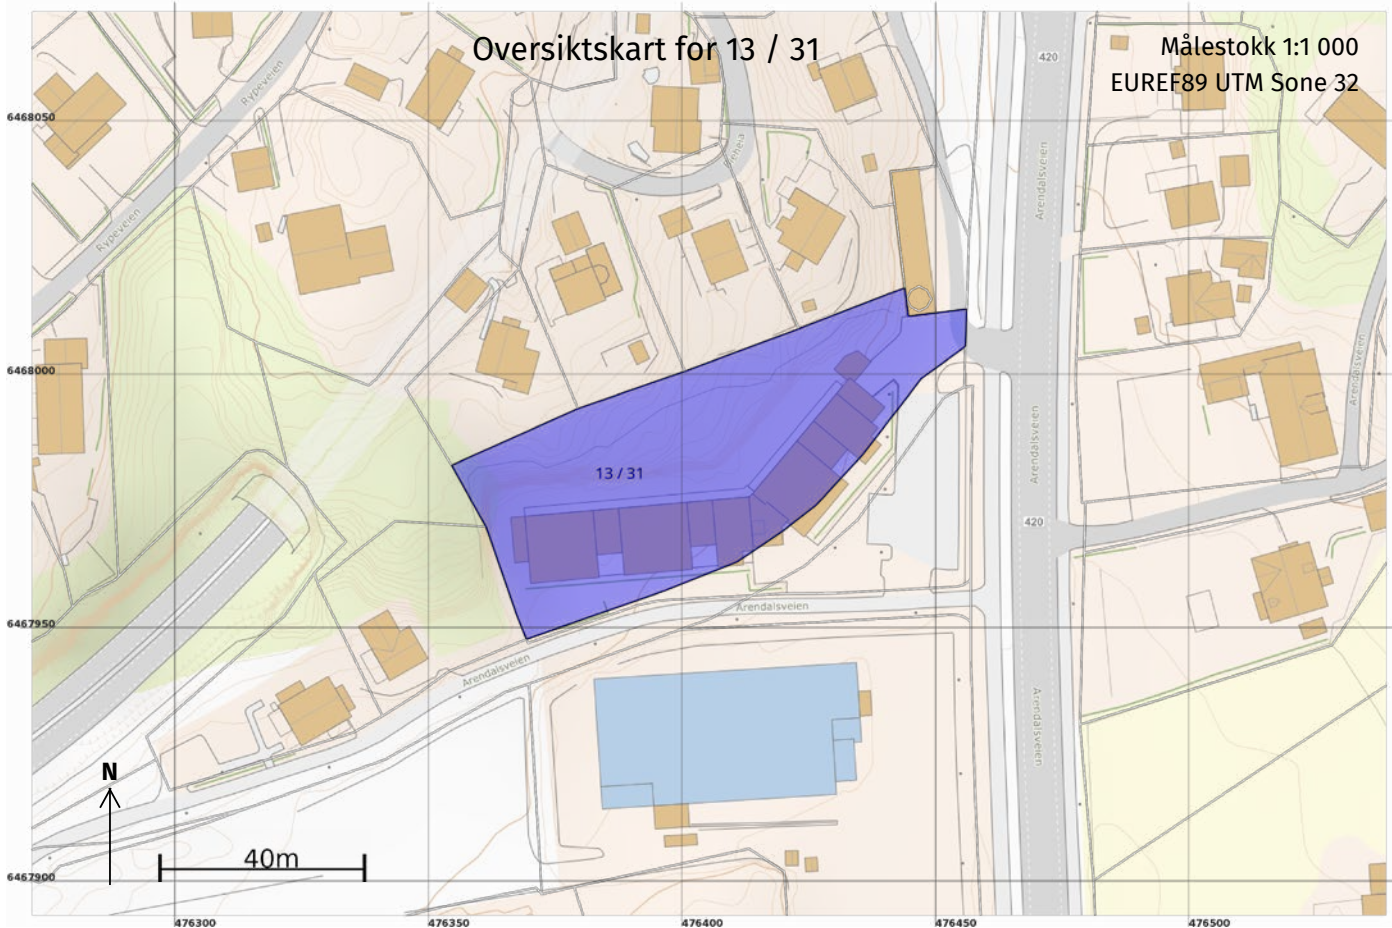 Oversiktskart for 13 / 31
Målestokk 1:1 000
EUREF89 UTM Sone 32
420
Rypeveien
6468050
Arendalsveien
Rypeveien
6468000
Arendalsveien
Arendalsveien
13 / 31
420
Arendalsveien
6467950
Arendalsveien
Arendalsveien
N
40m
6467900
476300
476350
476400
476450
476500